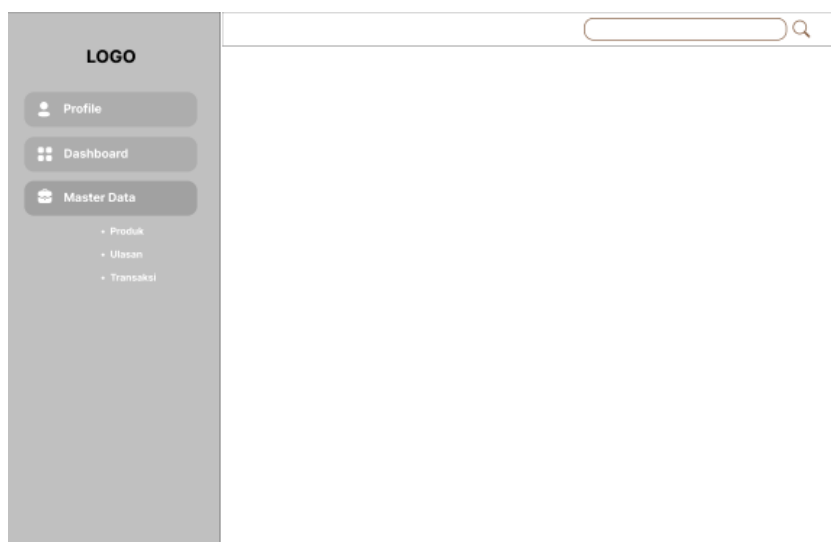 LOGO
Profile
Dashboard
Master Data
• Produk
• Ulasan
• Transaksi